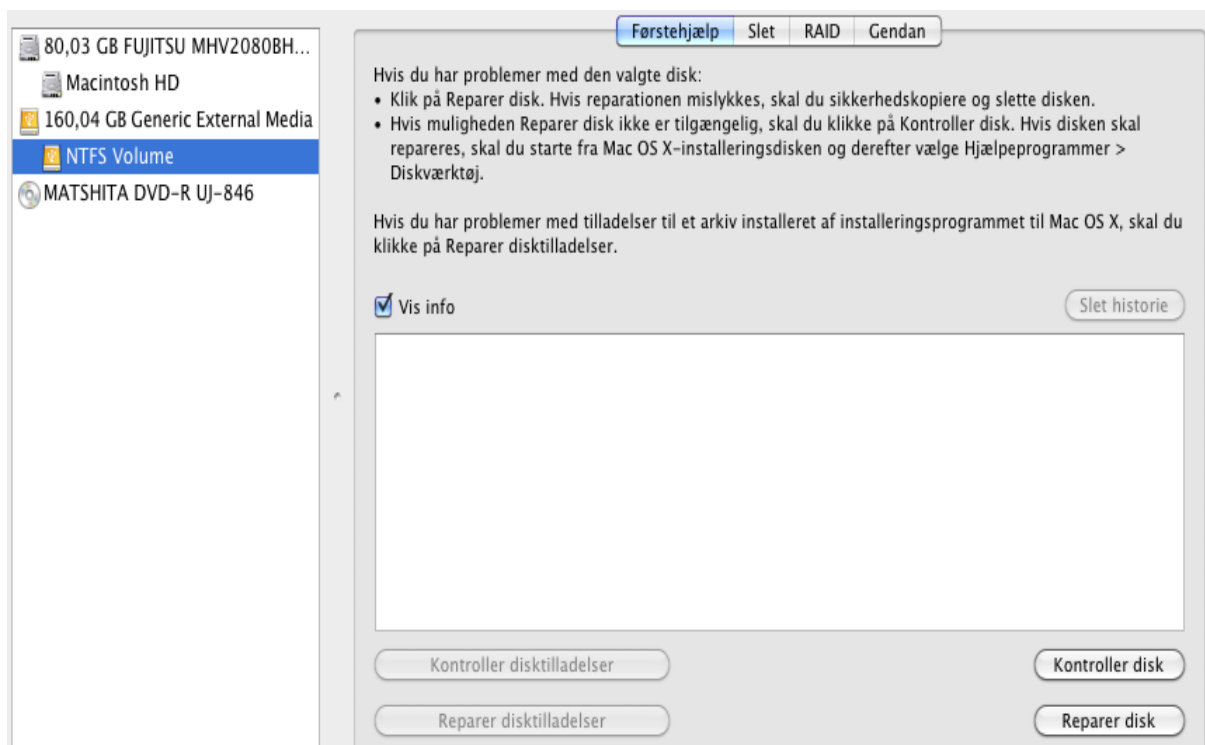 80,03 GB FUJITSU MHV2080BH...
Macintosh HD
160,04 GB Generic External Media
NTFS Volume
MATSHITA DVD-R UJ-846
Førstehjælp Slet RAID Gendan
Hvis du har problemer med den valgte disk:
• Klik på Reparer disk. Hvis reparationen mislykkes, skal du sikkerhedskopiere og slette disken.
• Hvis muligheden Reparer disk ikke er tilgængelig, skal du klikke på Kontroller disk. Hvis disken skal
repareres, skal du starte fra Mac OS X-installeringsdisken og derefter vælge Hjælpeprogrammer >
Diskværktøj.
Hvis du har problemer med tilladelser til et arkiv installeret af installeringsprogrammet til Mac OS X, skal du
klikke på Reparer disktilladelser.
Vis info
Slet historie
Kontroller disktilladelser
Kontroller disk
Reparer disktilladelser
Reparer disk